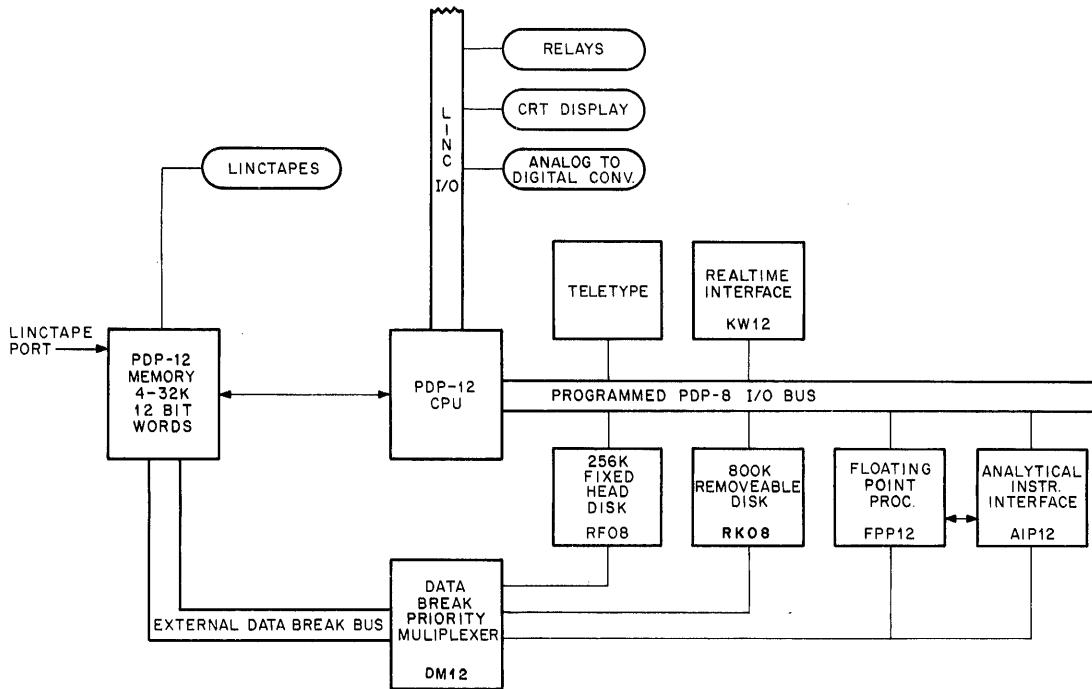 RELAYS
CRT DISPLAY
ANALOG TO
DIGITAL CONV.
LINC I/O
LINCTAPES
TELETYPE
REALTIME
INTERFACE
KW12
LINCTAPE
PORT
PDP-12
MEMORY
4-32K
12 BIT
WORDS
PDP-12
CPU
PROGRAMMED PDP-8 I/O BUS
256K
FIXED
HEAD
DISK
RF08
800K
REMOVEABLE
DISK
RK08
FLOATING
POINT
PROC.
FPP12
ANALYTICAL
INSTR.
INTERFACE
AIP12
DATA
BREAK
PRIORITY
MULIPLEXER
DM12
EXTERNAL DATA BREAK BUS